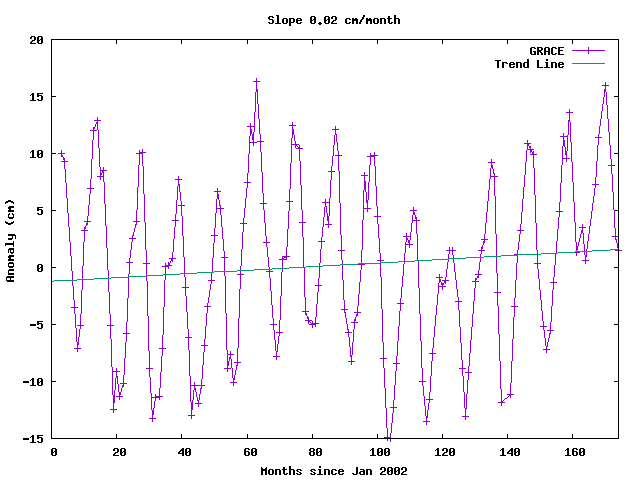 Slope 0.02 cm/month
GRACE
Trend Line
20
15
10
5
0
-5
-10
-15
Anomaly (cm)
0 20 40 60 80 100 120 140 160
Months since Jan 2002